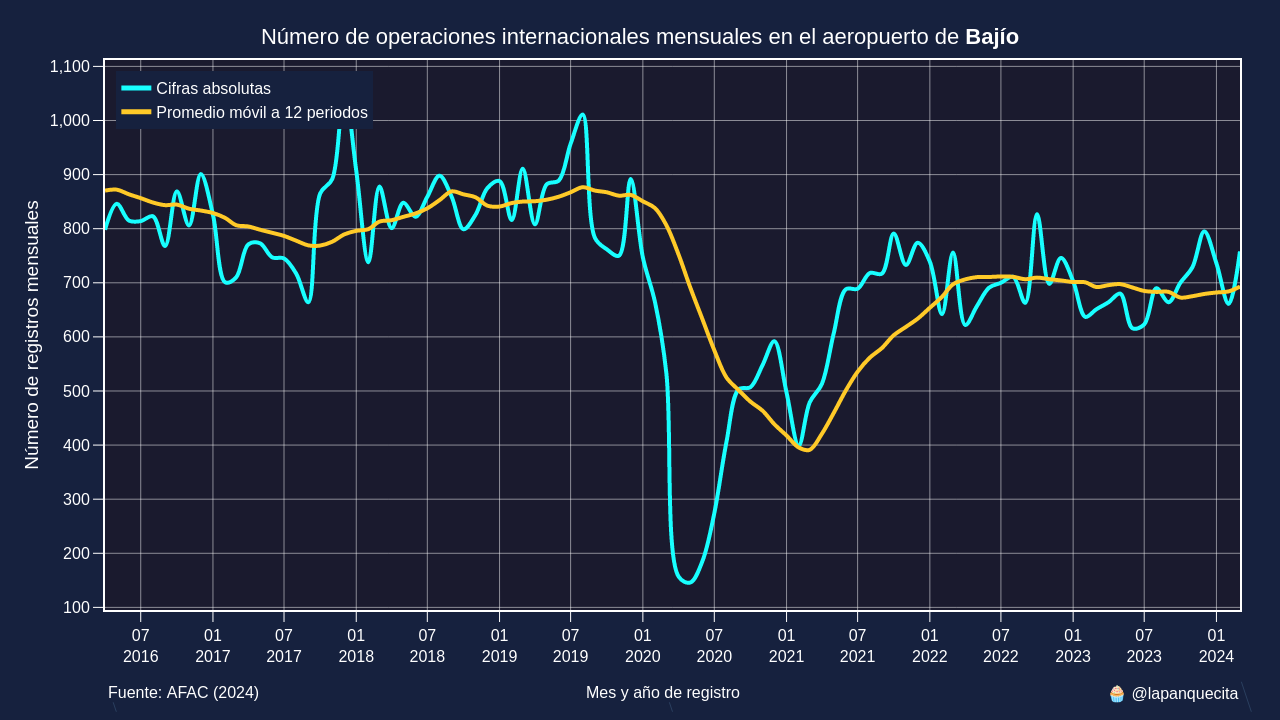 Número de operaciones internacionales mensuales en el aeropuerto de Bajío
Cifras absolutas
Promedio móvil a 12 periodos
Número de registros mensuales
1,100
1,000
900
800
700
600
500
400
300
200
100
07 01 07 01 07 01 07 01 07 01 07 01 07 01 07 01
2016 2017 2017 2018 2018 2019 2019 2020 2020 2021 2021 2022 2022 2023 2023 2024
Fuente: AFAC (2024)
Mes y año de registro
🧁 @lapanquecita